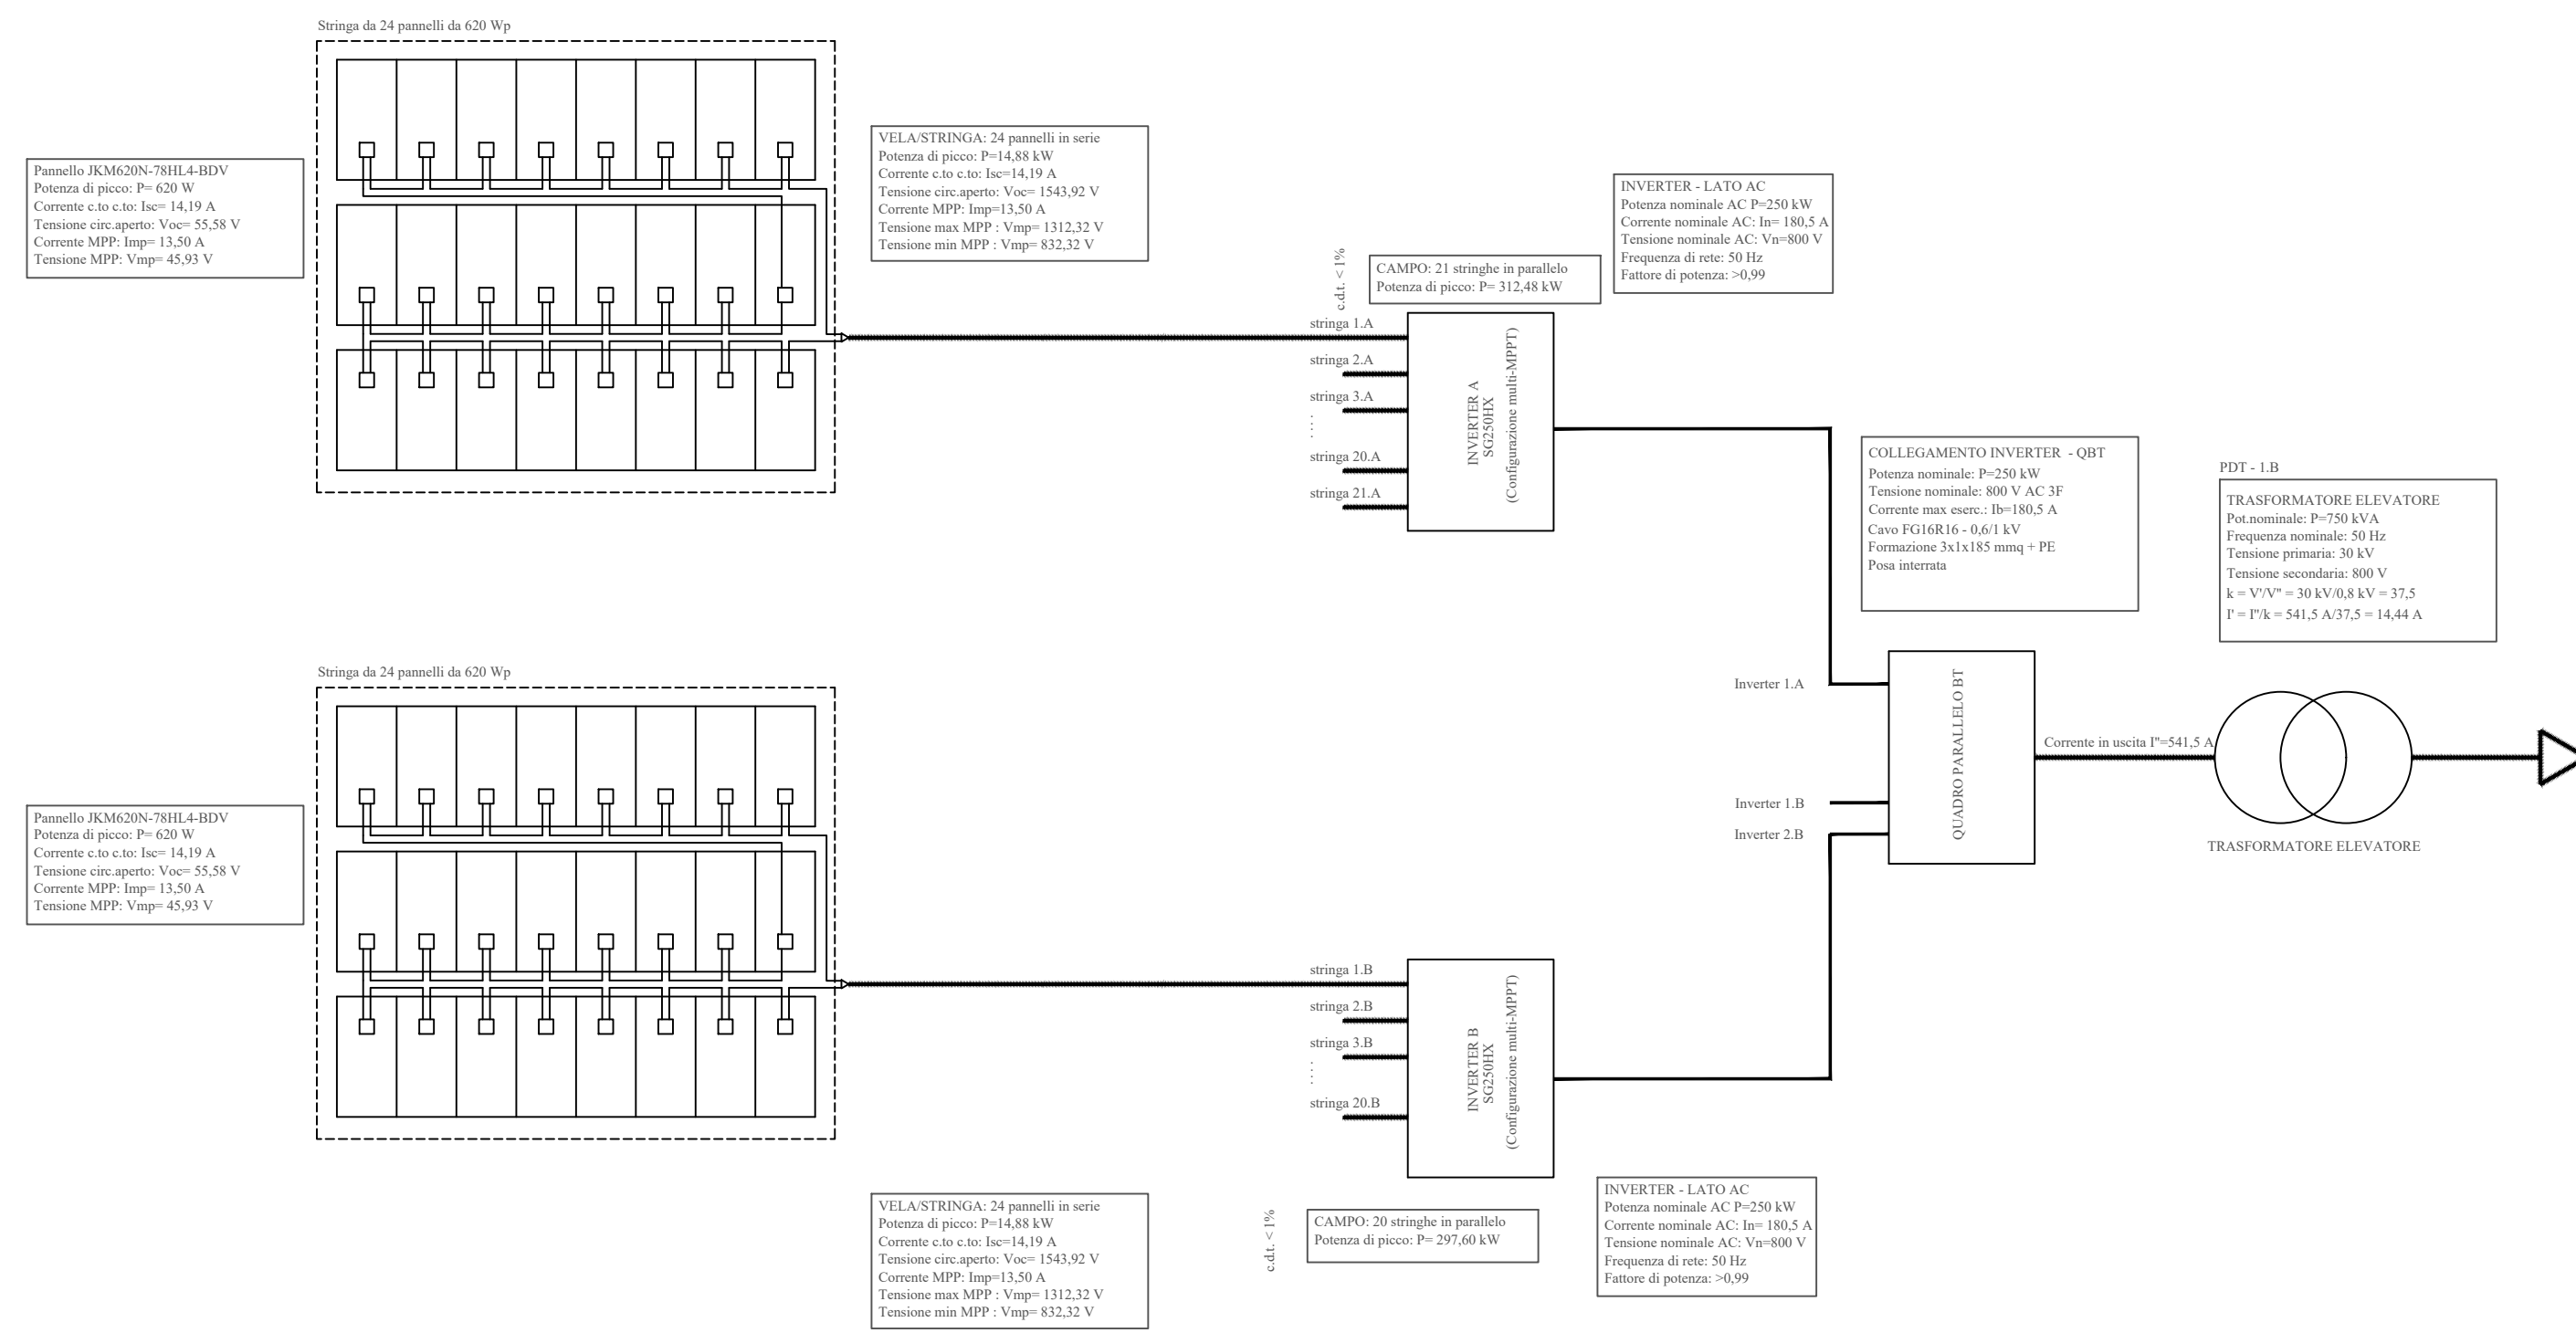 Stringa da 24 pannelli da 620 Wp
Pannello JKM620N-78HL4-BDV
Potenza di picco: P= 620 W
Corrente c.to c.to: Isc= 14,19 A
Tensione circ.aperto: Voc= 55,58 V
Corrente MPP: Imp= 13,50 A
Tensione MPP: Vmp= 45,93 V
VELA/STRINGA: 24 pannelli in serie
Potenza di picco: P=14,88 kW
Corrente c.to c.to: Isc=14,19 A
Tensione circ.aperto: Voc= 1543,92 V
Corrente MPP: Imp=13,50 A
Tensione max MPP : Vmp= 1312,32 V
Tensione min MPP : Vmp= 832,32 V
c.d.t. < 1%
CAMPO: 21 stringhe in parallelo
Potenza di picco: P= 312,48 kW
INVERTER - LATO AC
Potenza nominale AC P=250 kW
Corrente nominale AC: In= 180,5 A
Tensione nominale AC: Vn=800 V
Frequenza di rete: 50 Hz
Fattore di potenza: >0,99
stringa 1.A
stringa 2.A
stringa 3.A
. . . .
stringa 20.A
stringa 21.A
INVERTER A
SG250HX
(Configurazione multi-MPPT)
COLLEGAMENTO INVERTER - QBT
Potenza nominale: P=250 kW
Tensione nominale: 800 V AC 3F
Corrente max eserc.: Ib=180,5 A
Cavo FG16R16 - 0,6/1 kV
Formazione 3x1x185 mmq + PE
Posa interrata
PDT - 1.B
TRASFORMATORE ELEVATORE
Pot.nominale: P=750 kVA
Frequenza nominale: 50 Hz
Tensione primaria: 30 kV
Tensione secondaria: 800 V
k = V'/V" = 30 kV/0,8 kV = 37,5
I' = I"/k = 541,5 A/37,5 = 14,44 A
Inverter 1.A
Inverter 1.B
Inverter 2.B
QUADRO PARALLELO BT
Corrente in uscita I"=541,5 A
TRASFORMATORE ELEVATORE
Stringa da 24 pannelli da 620 Wp
Pannello JKM620N-78HL4-BDV
Potenza di picco: P= 620 W
Corrente c.to c.to: Isc= 14,19 A
Tensione circ.aperto: Voc= 55,58 V
Corrente MPP: Imp= 13,50 A
Tensione MPP: Vmp= 45,93 V
stringa 1.B
stringa 2.B
stringa 3.B
. . . .
stringa 20.B
INVERTER B
SG250HX
(Configurazione multi-MPPT)
VELA/STRINGA: 24 pannelli in serie
Potenza di picco: P=14,88 kW
Corrente c.to c.to: Isc=14,19 A
Tensione circ.aperto: Voc= 1543,92 V
Corrente MPP: Imp=13,50 A
Tensione max MPP : Vmp= 1312,32 V
Tensione min MPP : Vmp= 832,32 V
c.d.t. < 1%
CAMPO: 20 stringhe in parallelo
Potenza di picco: P= 297,60 kW
INVERTER - LATO AC
Potenza nominale AC P=250 kW
Corrente nominale AC: In= 180,5 A
Tensione nominale AC: Vn=800 V
Frequenza di rete: 50 Hz
Fattore di potenza: >0,99